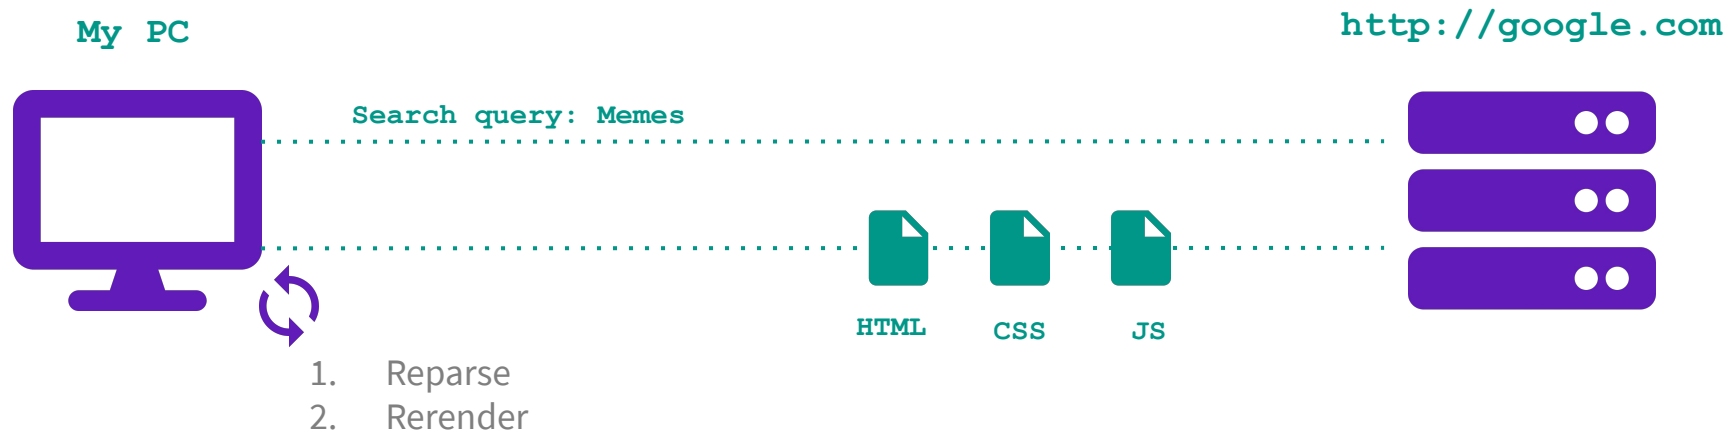 My PC
http://google.com
Search query: Memes
HTML
CSS
JS
1. Reparse
2. Rerender